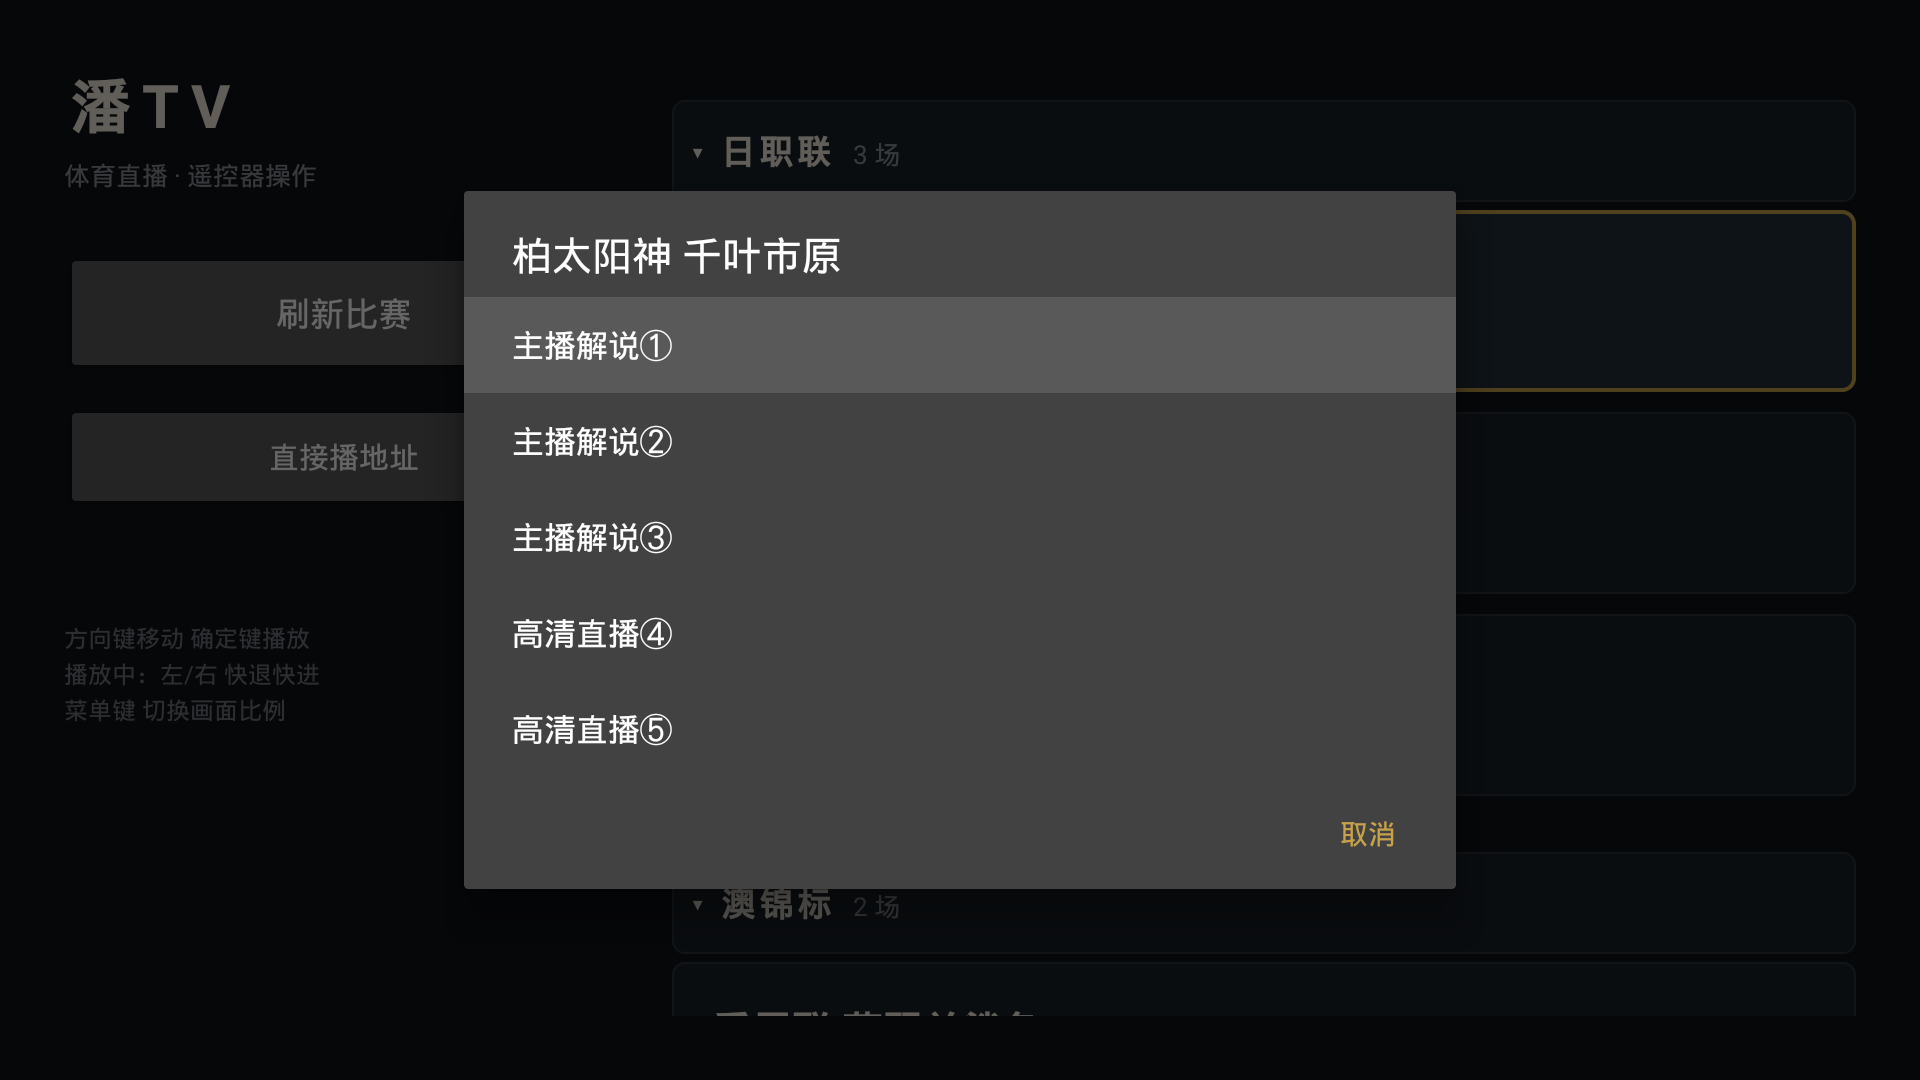 潘TV
体育直播 · 遥控器操作
刷新比赛
直接播地址
方向键移动 确定键播放
播放中：左/右 快退快进
菜单键 切换画面比例
▼ 日职联 3 场
柏太阳神 千叶市原
主播解说①
主播解说②
主播解说③
高清直播④
高清直播⑤
取消
▼ 澳锦标 2 场